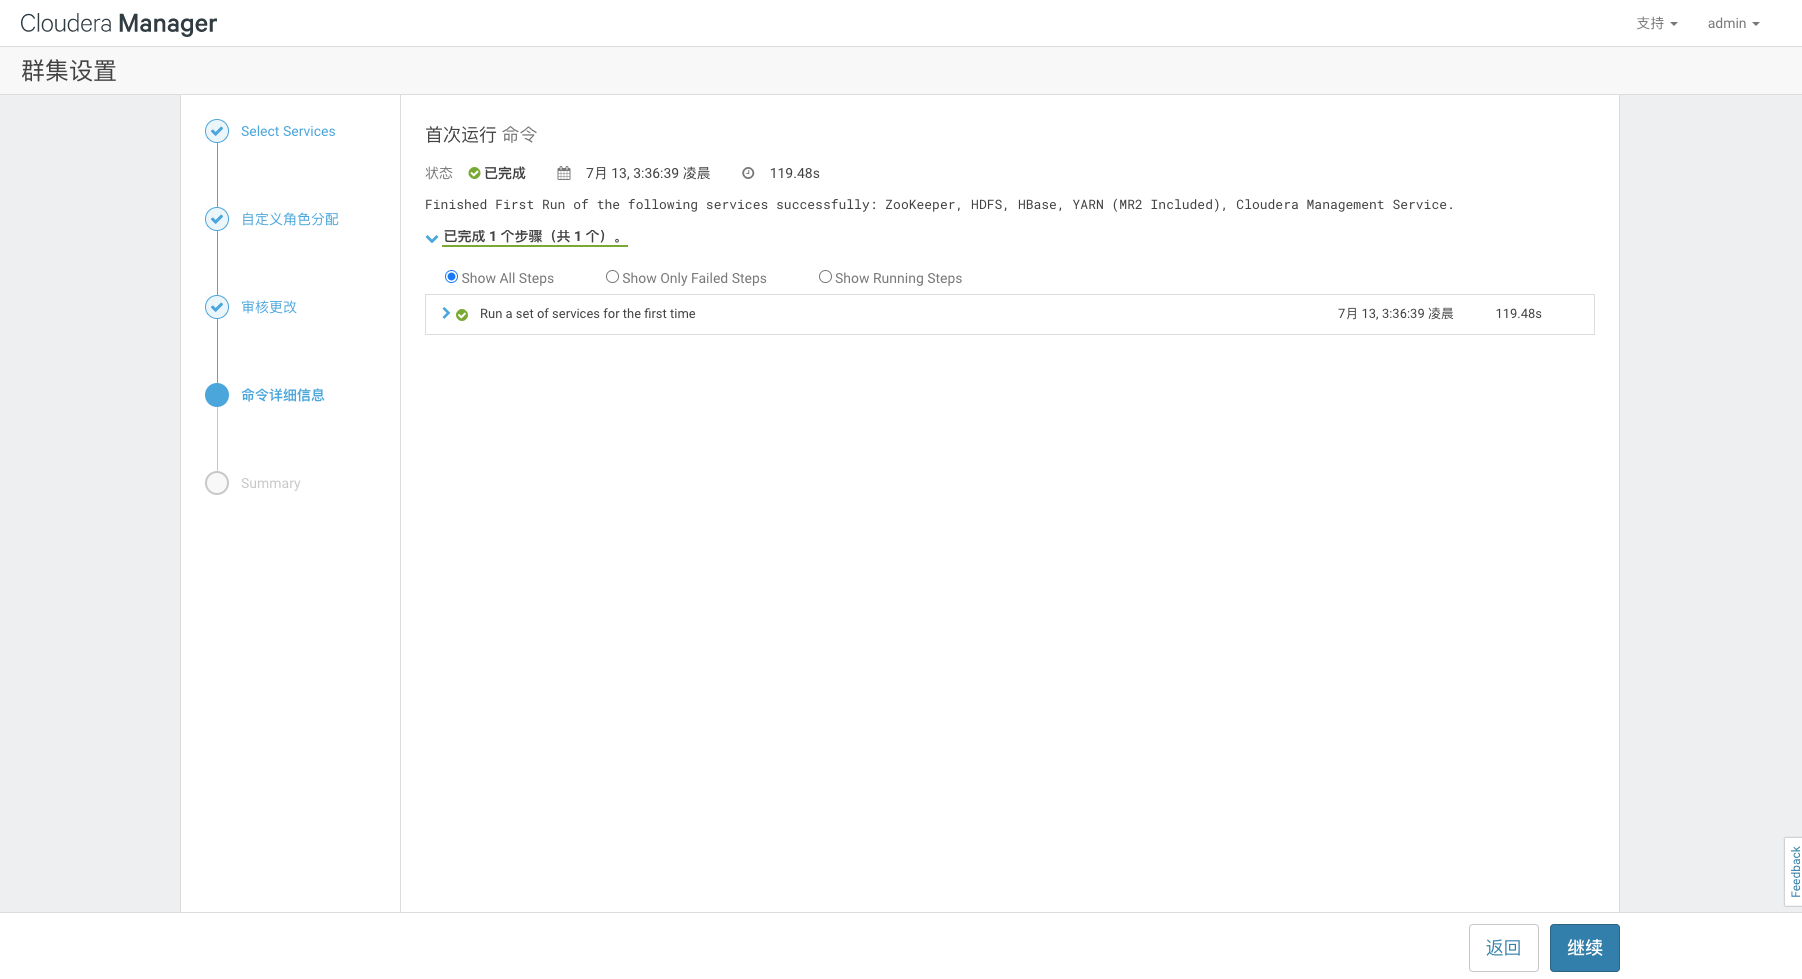 Cloudera Manager
支持
admin
群集设置
Select Services
自定义角色分配
审核更改
命令详细信息
Summary
首次运行 命令
状态 已完成 7月 13, 3:36:39 凌晨 119.48s
Finished First Run of the following services successfully: ZooKeeper, HDFS, HBase, YARN (MR2 Included), Cloudera Management Service.
已完成 1 个步骤（共 1 个）。
Show All Steps Show Only Failed Steps Show Running Steps
Run a set of services for the first time 7月 13, 3:36:39 凌晨 119.48s
Feedback
返回
继续